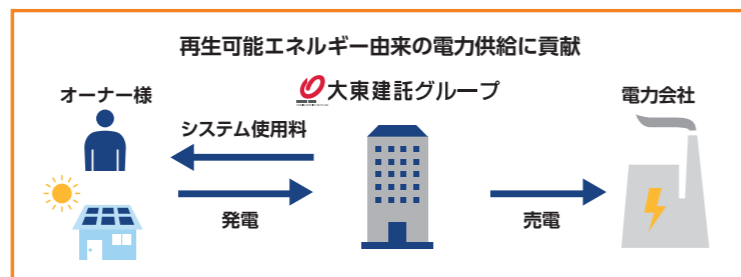 再生可能エネルギー由来の電力供給に貢献
オーナー様
大東建託グループ
電力会社
システム使用料
発電
売電